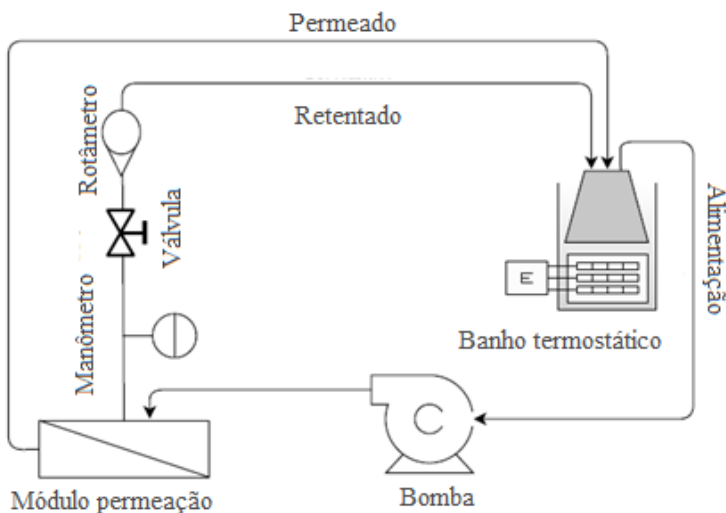 Permeado
Retentado
Rotâmetro
Válvula
Manômetro
Alimentação
E
Banho termostático
Módulo permeação
Bomba